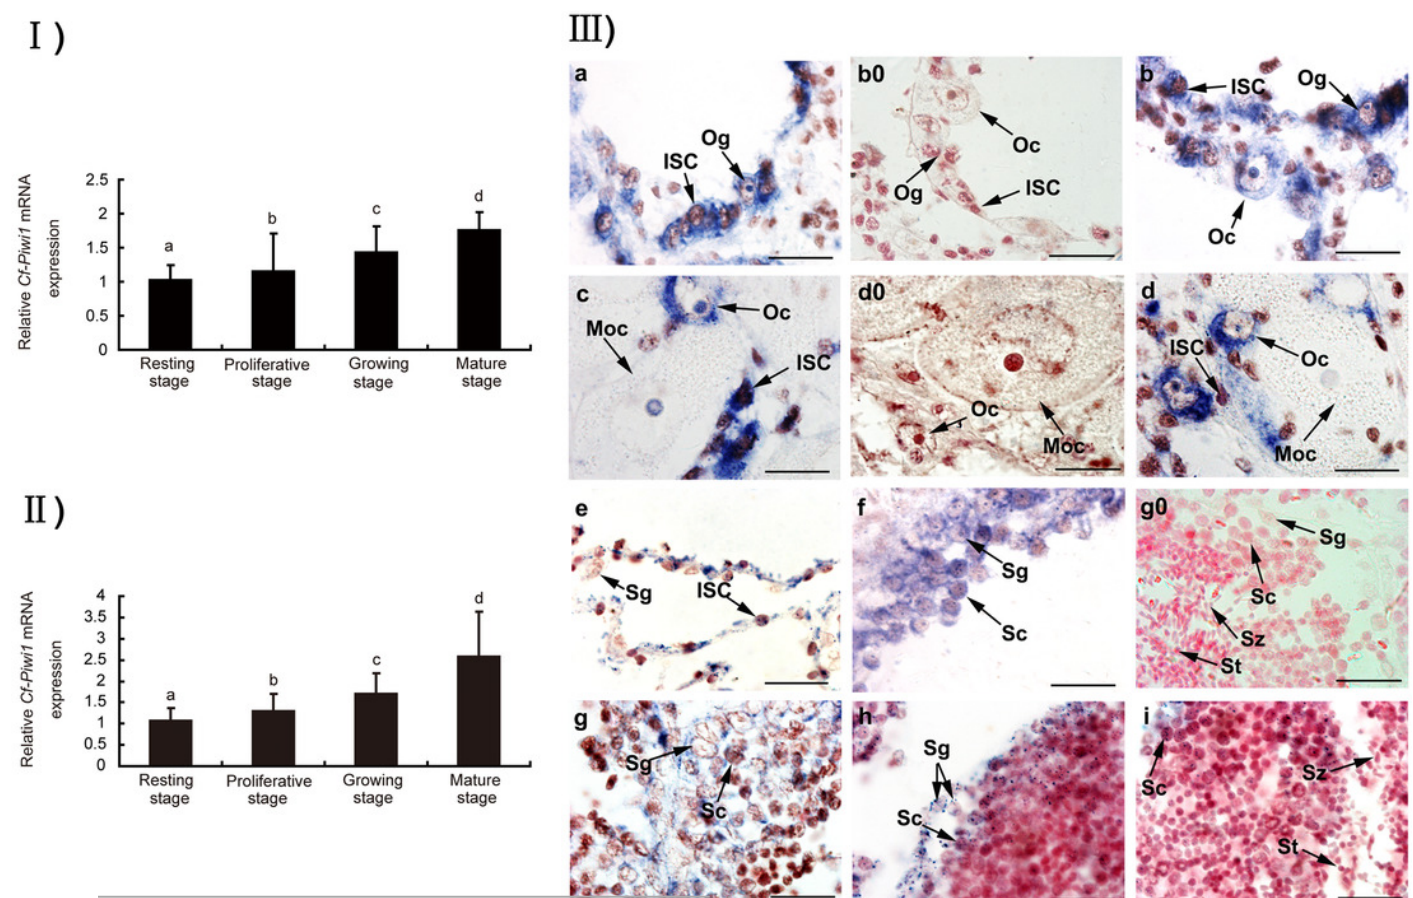 Ⅰ)
Relative Cf-Piwi1 mRNA
expression
2.5
2
1.5
1
0.5
0
a
b
c
d
Resting
stage
Proliferative
stage
Growing
stage
Mature
stage
Ⅱ)
Relative Cf-Piwi1 mRNA
expression
4
3.5
3
2.5
2
1.5
1
0.5
0
a
b
c
d
Resting
stage
Proliferative
stage
Growing
stage
Mature
stage
Ⅲ)
a
Og
ISC
b0
Oc
Og
ISC
b
ISC
Og
Oc
c
Oc
Moc
ISC
d0
Oc
Moc
d
ISC
Oc
Moc
e
Sg
ISC
f
Sg
Sc
g0
Sg
Sc
Sz
St
g
Sg
Sc
h
Sg
Sc
i
Sc
Sz
St